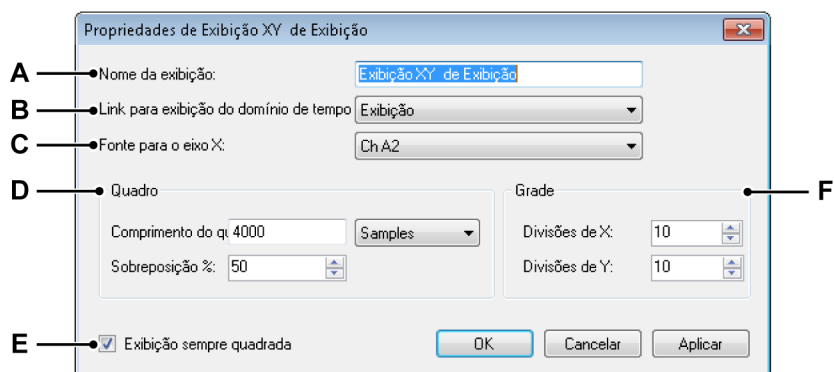 Propriedades de Exibição XY de Exibição
A Nome da exibição: Exibição XY de Exibição
B Link para exibição do domínio de tempo Exibição
C Fonte para o eixo X: Ch A2
D Quadro Grade F
Comprimento do qu 4000 Samples Divisões de X: 10
Sobreposição %: 50 Divisões de Y: 10
E Exibição sempre quadrada OK Cancelar Aplicar